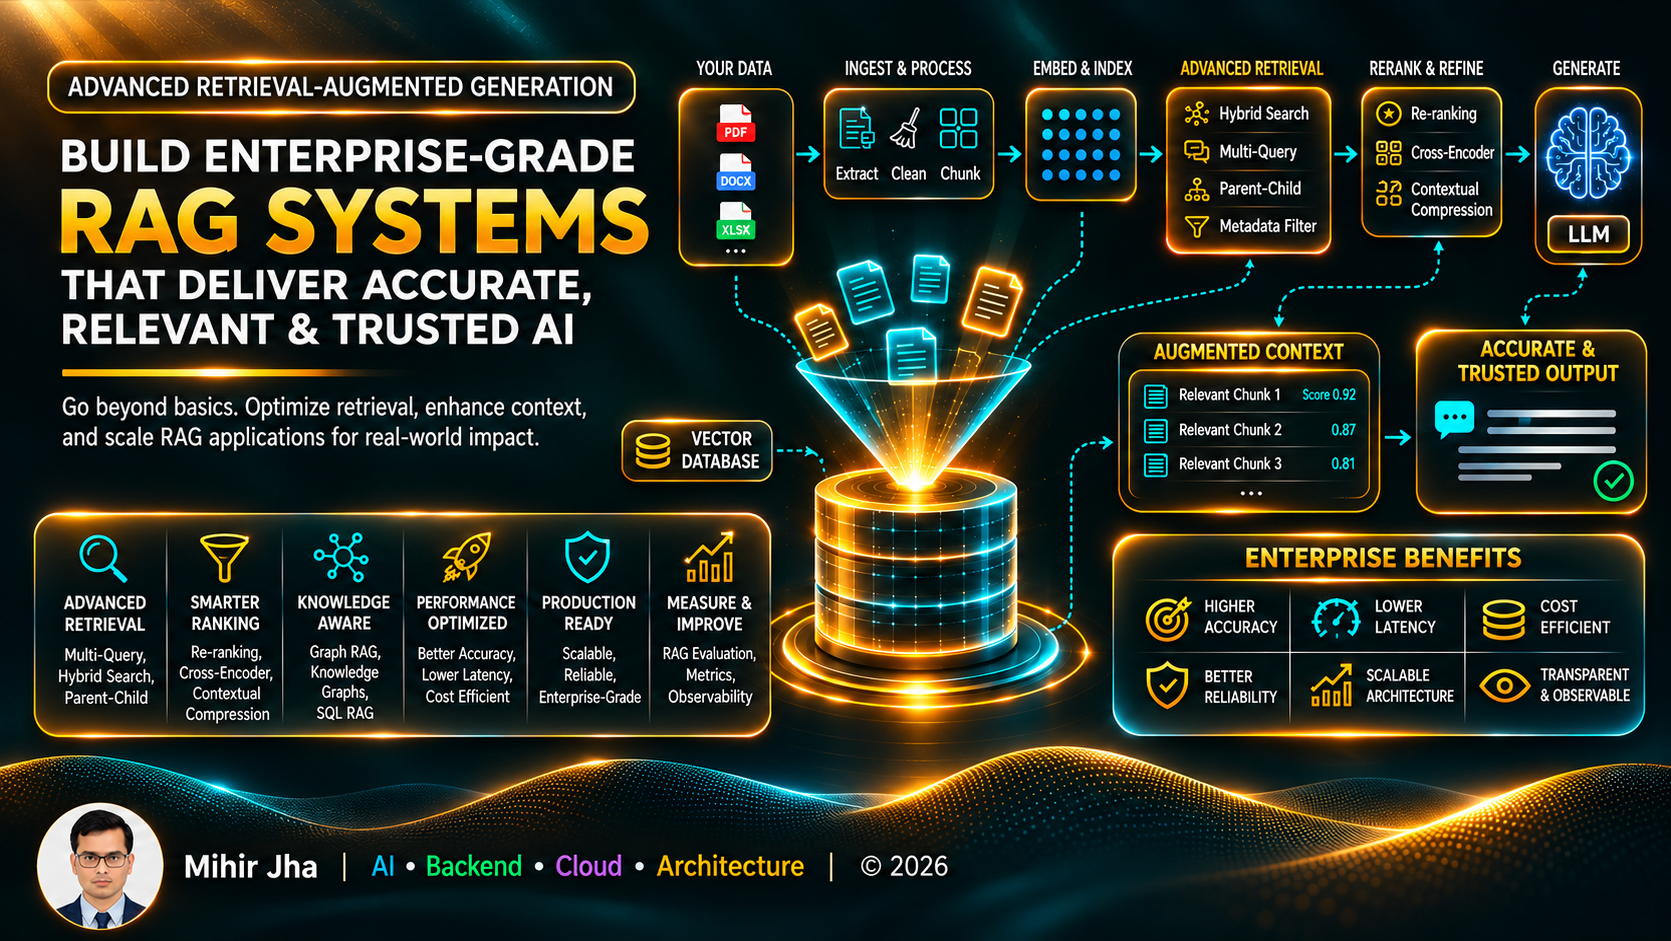 ADVANCED RETRIEVAL-AUGMENTED GENERATION
BUILD ENTERPRISE-GRADE
RAG SYSTEMS
THAT DELIVER ACCURATE,
RELEVANT & TRUSTED AI
Go beyond basics. Optimize retrieval, enhance context,
and scale RAG applications for real-world impact.
YOUR DATA
PDF
DOCX
XLSX
...
INGEST & PROCESS
Extract
Clean
Chunk
EMBED & INDEX
ADVANCED RETRIEVAL
Hybrid Search
Multi-Query
Parent-Child
Metadata Filter
RERANK & REFINE
Re-ranking
Cross-Encoder
Contextual
Compression
GENERATE
LLM
VECTOR
DATABASE
AUGMENTED CONTEXT
Relevant Chunk 1 Score 0.92
Relevant Chunk 2 0.87
Relevant Chunk 3 0.81
...
ACCURATE &
TRUSTED OUTPUT
ADVANCED
RETRIEVAL
Multi-Query,
Hybrid Search,
Parent-Child
SMARTER
RANKING
Re-ranking,
Cross-Encoder,
Contextual
Compression
KNOWLEDGE
AWARE
Graph RAG,
Knowledge
Graphs,
SQL RAG
PERFORMANCE
OPTIMIZED
Better Accuracy,
Lower Latency,
Cost Efficient
PRODUCTION
READY
Scalable,
Reliable,
Enterprise-Grade
MEASURE &
IMPROVE
RAG Evaluation,
Metrics,
Observability
ENTERPRISE BENEFITS
HIGHER
ACCURACY
LOWER
LATENCY
COST
EFFICIENT
BETTER
RELIABILITY
SCALABLE
ARCHITECTURE
TRANSPARENT
& OBSERVABLE
Mihir Jha | AI • Backend • Cloud • Architecture | © 2026